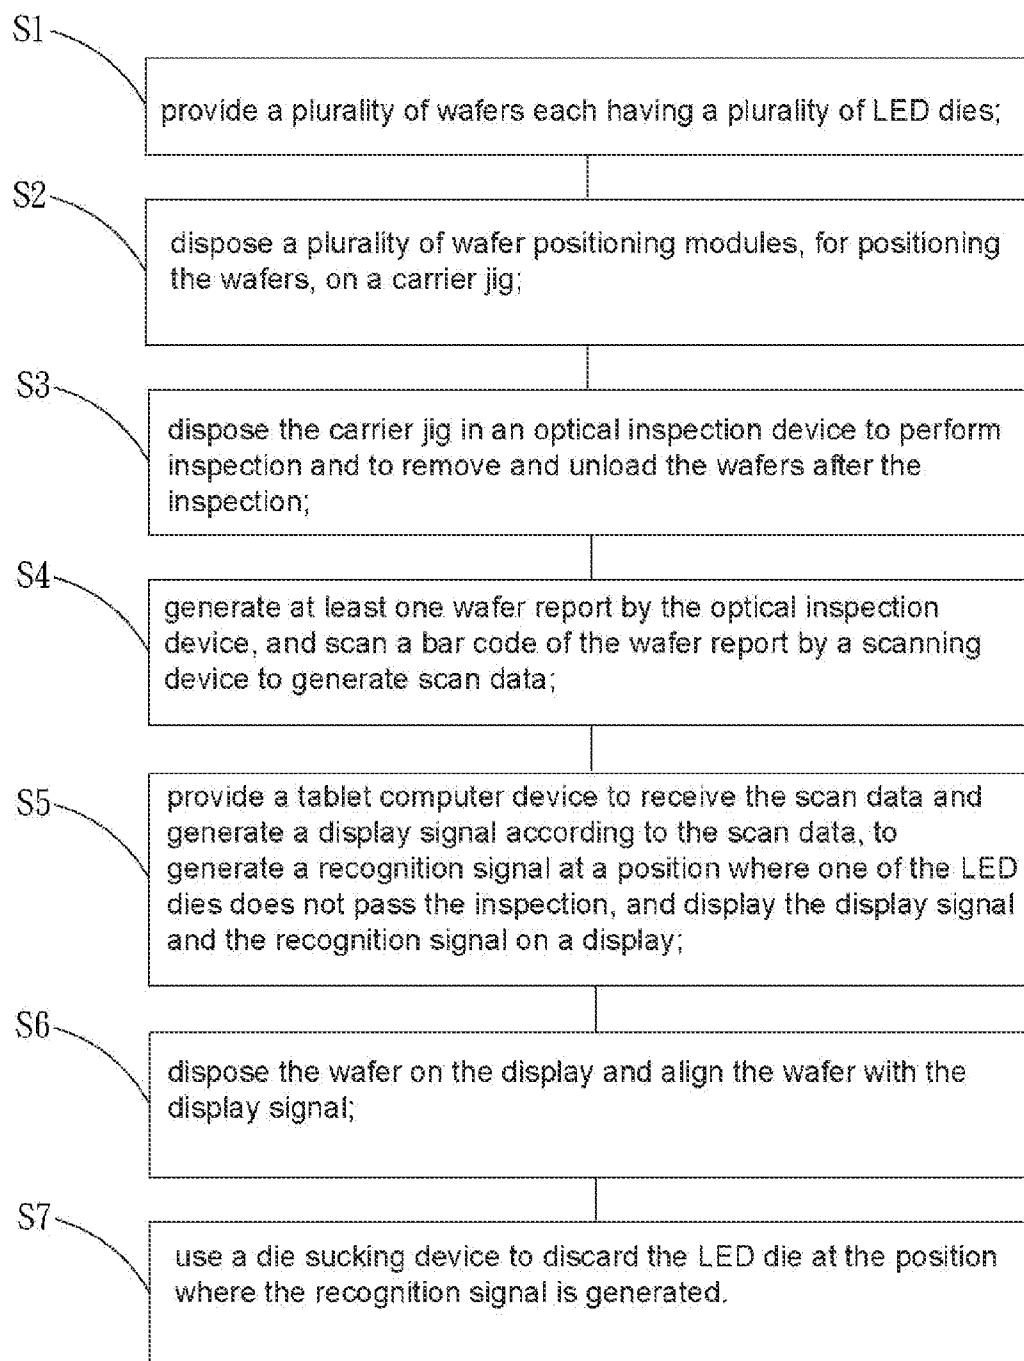 S1
provide a plurality of wafers each having a plurality of LED dies;
S2
dispose a plurality of wafer positioning modules, for positioning
the wafers, on a carrier jig;
S3
dispose the carrier jig in an optical inspection device to perform
inspection and to remove and unload the wafers after the
inspection;
S4
generate at least one wafer report by the optical inspection
device, and scan a bar code of the wafer report by a scanning
device to generate scan data;
S5
provide a tablet computer device to receive the scan data and
generate a display signal according to the scan data, to
generate a recognition signal at a position where one of the LED
dies does not pass the inspection, and display the display signal
and the recognition signal on a display;
S6
dispose the wafer on the display and align the wafer with the
display signal;
S7
use a die sucking device to discard the LED die at the position
where the recognition signal is generated.